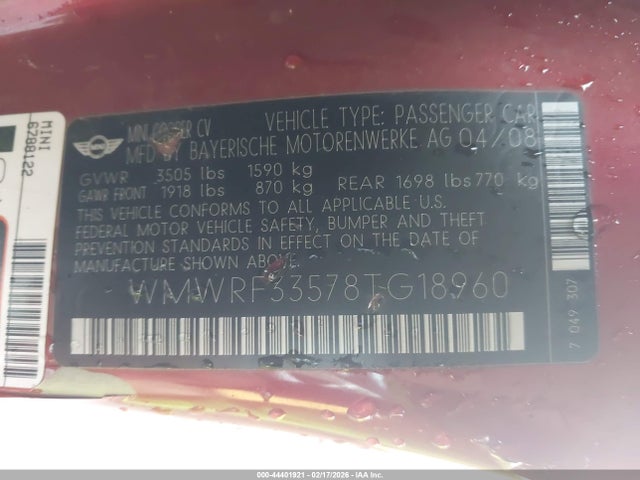 MINI COOPER CV
VEHICLE TYPE: PASSENGER CAR
MFD BY BAYERISCHE MOTORENWERKE AG 04/08
GVWR 3505 lbs 1590 kg
GAWR FRONT 1918 lbs 870 kg REAR 1698 lbs 770 kg
THIS VEHICLE CONFORMS TO ALL APPLICABLE U.S.
FEDERAL MOTOR VEHICLE SAFETY, BUMPER AND THEFT
PREVENTION STANDARDS IN EFFECT ON THE DATE OF
MANUFACTURE SHOWN ABOVE.
WMWRF33578TG18960
7 049 307
MINI
6Z88122
000-44401921 - 02/17/2026 - Copyright © IAA, Inc.